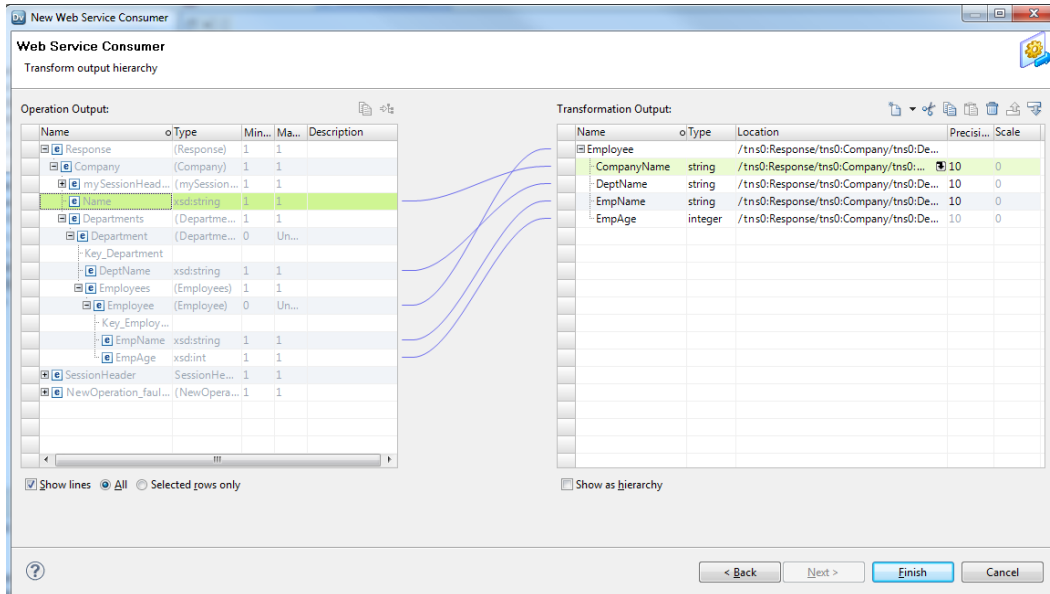 Dv New Web Service Consumer
Web Service Consumer
Transform output hierarchy
Operation Output:
Name o Type Min... Ma... Description
e Response (Response) 1 1
e Company (Company) 1 1
e mySessionHead... (mySession... 1 1
e Name xsd:string 1 1
e Departments (Departme... 1 1
e Department (Departme... 0 Un...
Key_Department
e DeptName xsd:string 1 1
e Employees (Employees) 1 1
e Employee (Employee) 0 Un...
Key_Employ...
e EmpName xsd:string 1 1
e EmpAge xsd:int 1 1
e SessionHeader SessionHe... 1 1
e NewOperation_faul... (NewOpera... 1 1
Show lines All Selected rows only
Transformation Output:
Name o Type Location Precisi... Scale
Employee /tns0:Response/tns0:Company/tns0:De...
CompanyName string /tns0:Response/tns0:Company/tns0:... 10 0
DeptName string /tns0:Response/tns0:Company/tns0:De... 10 0
EmpName string /tns0:Response/tns0:Company/tns0:De... 10 0
EmpAge integer /tns0:Response/tns0:Company/tns0:De... 10 0
Show as hierarchy
? < Back Next > Finish Cancel